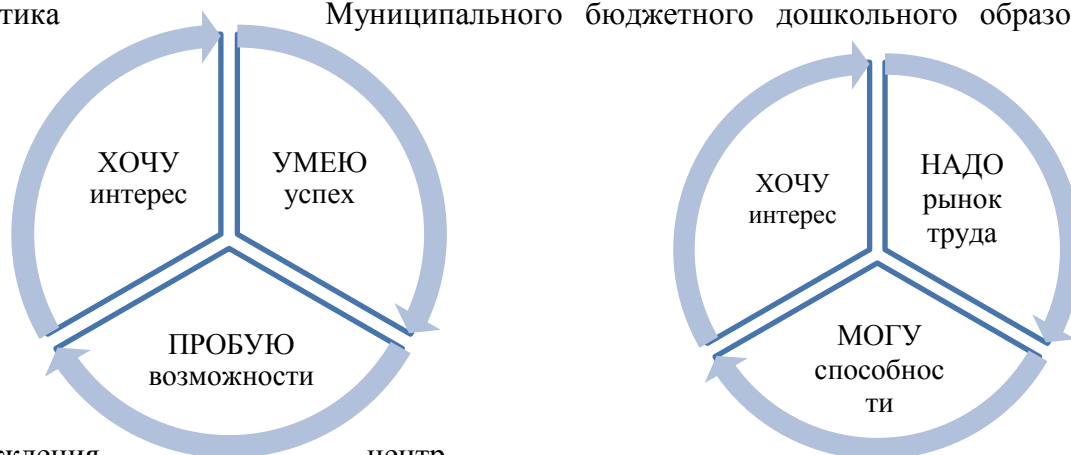 тика Муниципального бюджетного дошкольного образо
ХОЧУ
интерес
УМЕЮ
успех
ПРОБУЮ
возможности
ХОЧУ
интерес
НАДО
рынок
труда
МОГУ
способнос
ти
ждения центр